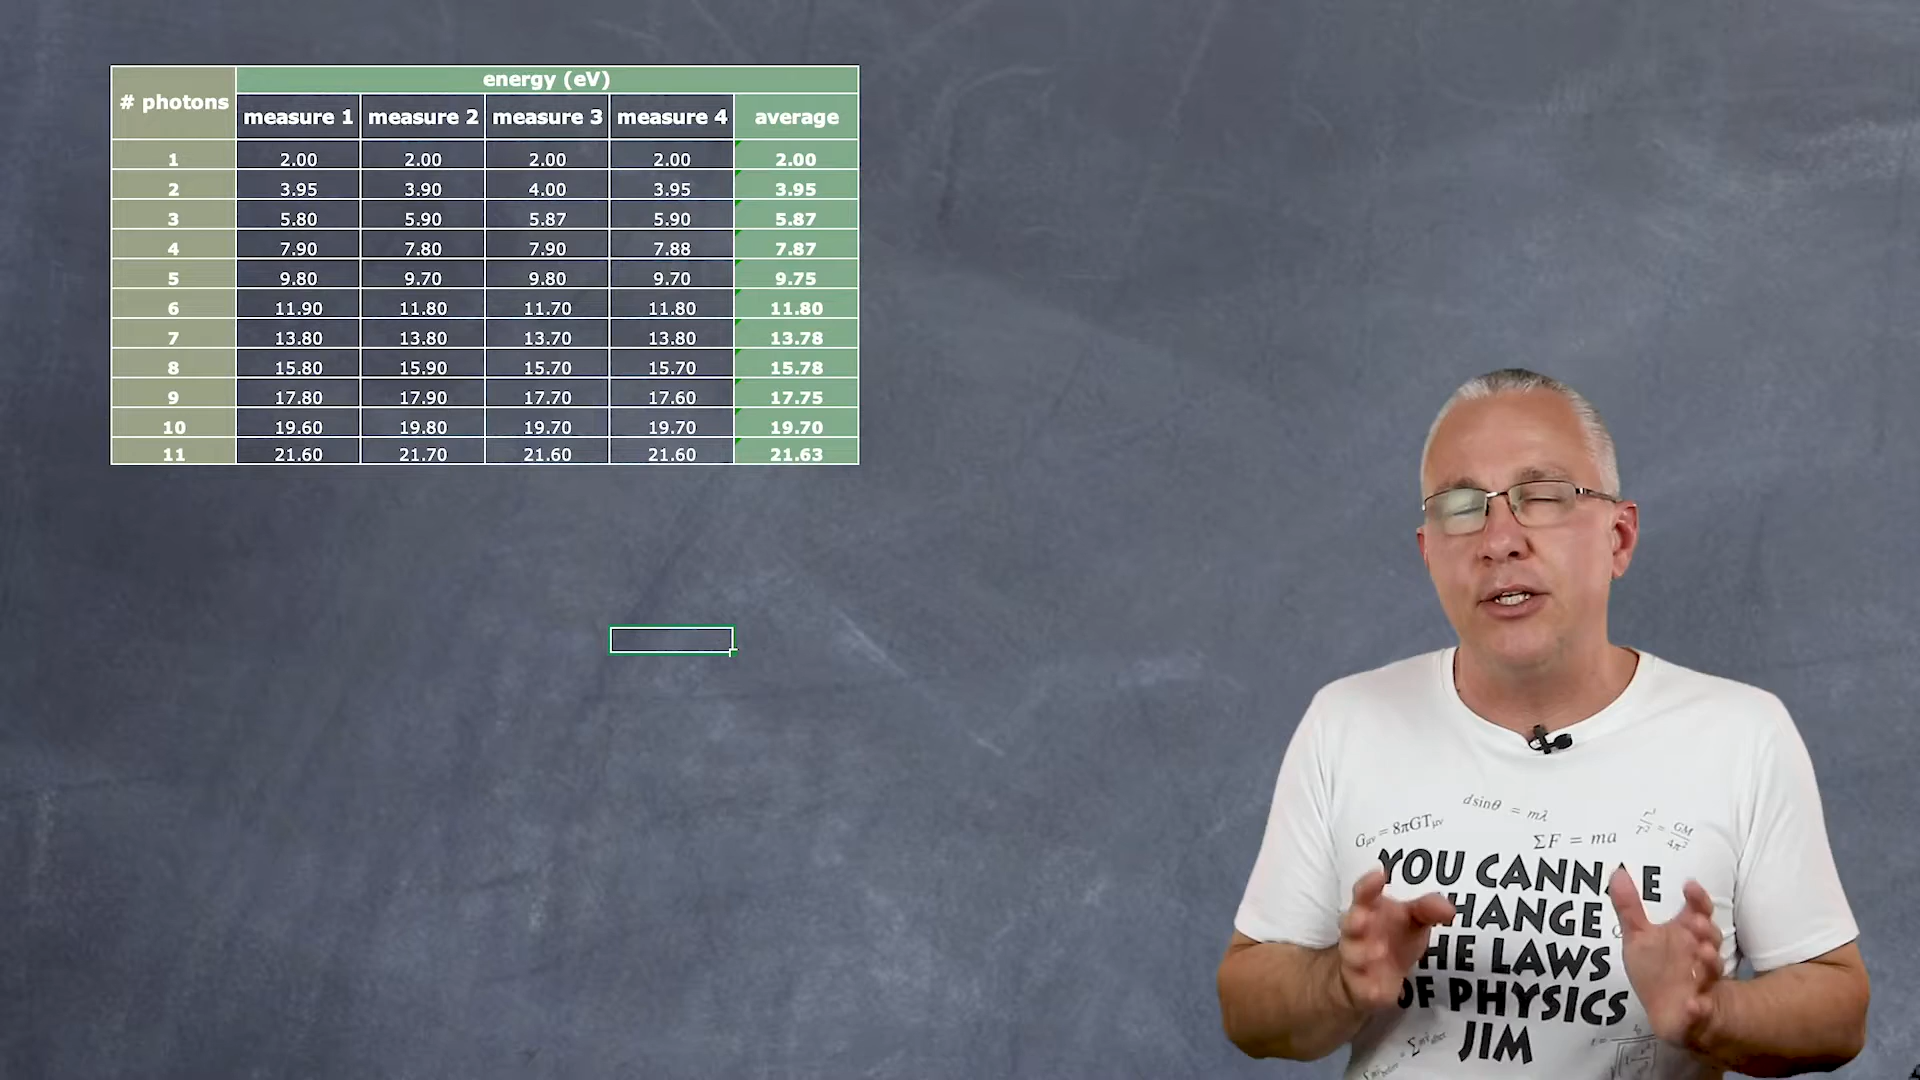 energy (eV)
# photons measure 1 measure 2 measure 3 measure 4 average
1 2.00 2.00 2.00 2.00 2.00
2 3.95 3.90 4.00 3.95 3.95
3 5.80 5.90 5.87 5.90 5.87
4 7.90 7.80 7.90 7.88 7.87
5 9.80 9.70 9.80 9.70 9.75
6 11.90 11.80 11.70 11.80 11.80
7 13.80 13.80 13.70 13.80 13.78
8 15.80 15.90 15.70 15.70 15.78
9 17.80 17.90 17.70 17.60 17.75
10 19.60 19.80 19.70 19.70 19.70
11 21.60 21.70 21.60 21.60 21.63
dsinθ = mλ
Gμν = 8πGTμν
ΣF = ma
YOU CANNAE
HANGE
HE LAWS
OF PHYSICS
JIM